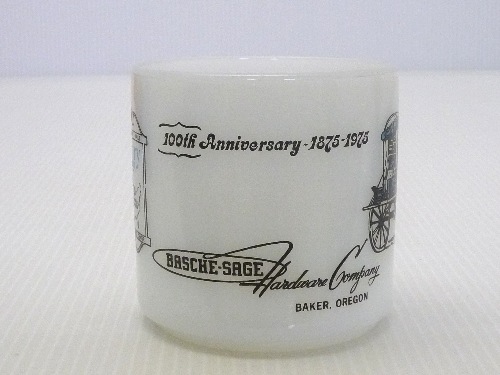 100th Anniversary - 1875-1975
BASCHE-SAGE Hardware Company
BAKER, OREGON